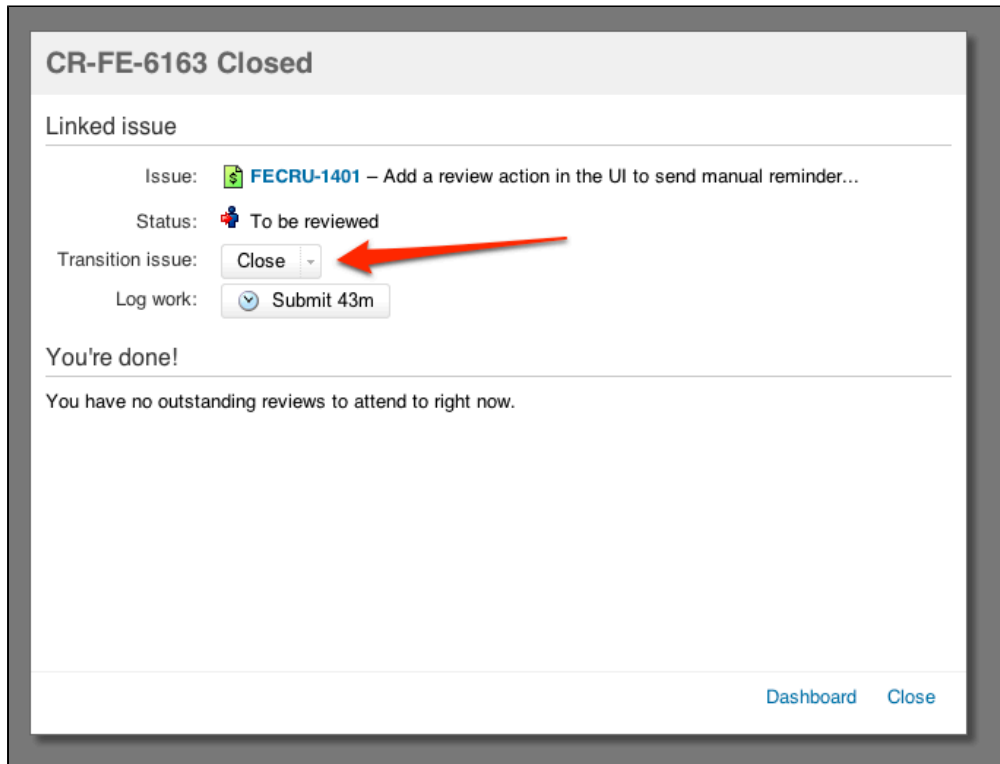 CR-FE-6163 Closed
Linked issue
Issue: FECRU-1401 – Add a review action in the UI to send manual reminder...
Status: To be reviewed
Transition issue: Close
Log work: Submit 43m
You're done!
You have no outstanding reviews to attend to right now.
Dashboard Close